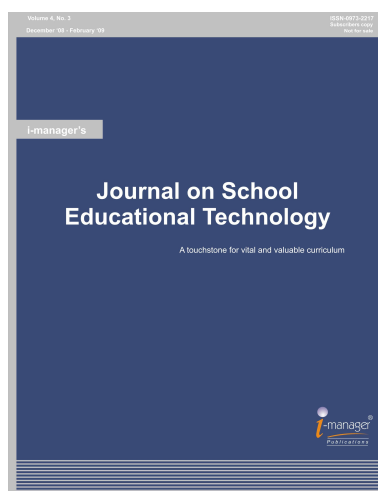 Volume 4, No. 3
December '08 - February '09
ISSN-0973-2217
Subscribers copy
Not for sale
i-manager's
Journal on School
Educational Technology
A touchstone for vital and valuable curriculum
i-manager®
Publications